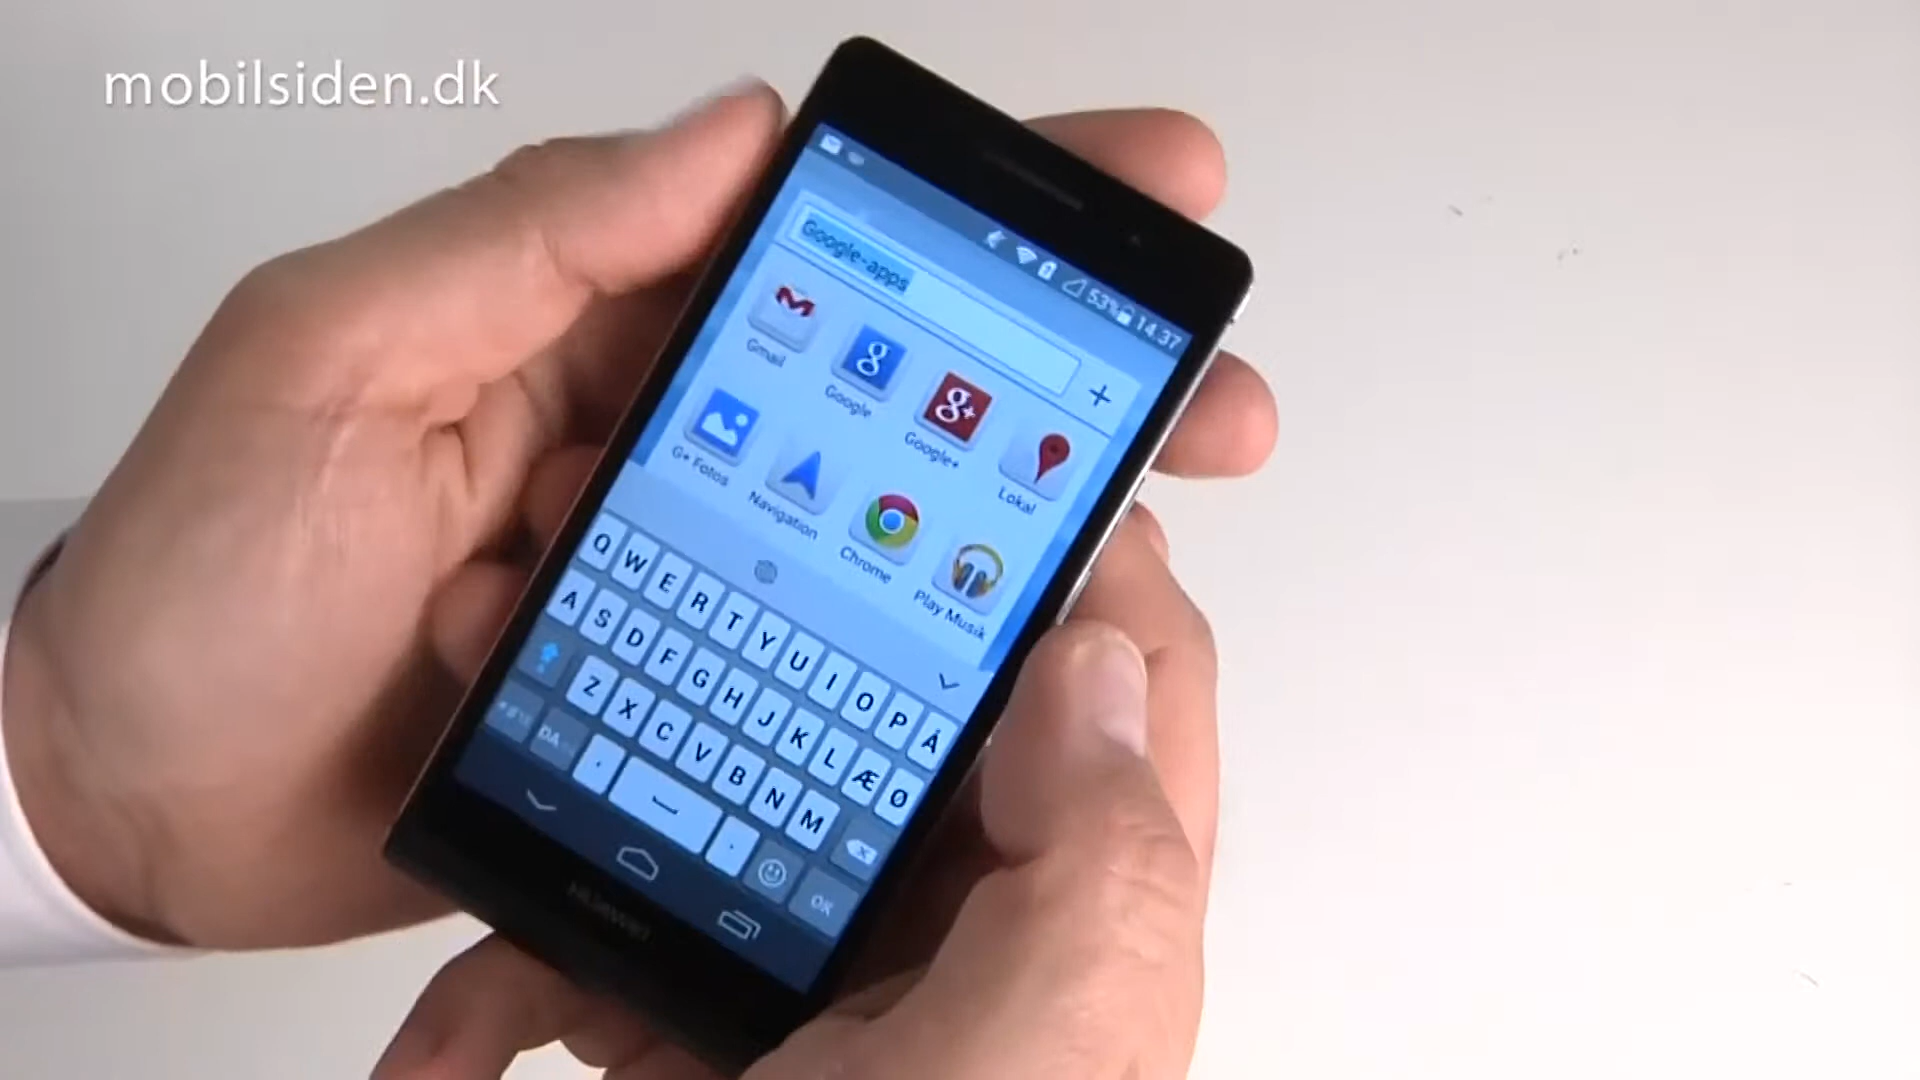 mobilsiden.dk
53% 14.37
Google-apps
Gmail
Google
Google+
Lokal
G+ Fotos
Navigation
Chrome
Play Musik
Q W E R T Y U I O P Å
A S D F G H J K L Æ Ø
Z X C V B N M
DA
OK
HUAWEI